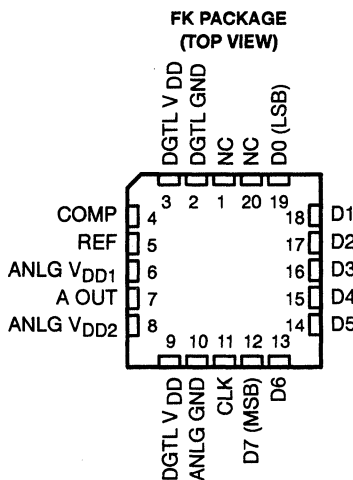 FK PACKAGE
(TOP VIEW)
DGTL V DD
DGTL GND
NC
NC
D0 (LSB)
3 2 1 20 19
COMP 4
REF 5
ANLG VDD1 6
A OUT 7
ANLG VDD2 8
18 D1
17 D2
16 D3
15 D4
14 D5
9 10 11 12 13
DGTL V DD
ANLG GND
CLK
D7 (MSB)
D6